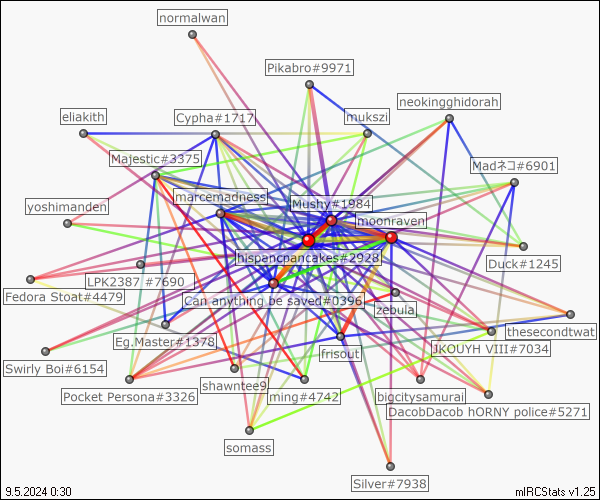 normalwan
Pikabro#9971
neokingghidorah
eliakith
Cypha#1717
mukszi
Majestic#3375
Madネコ#6901
marcemadness
Mushy#1984
yoshimanden
moonraven
hispancpancakes#2928
Duck#1245
LPK2387 #7690
Fedora Stoat#4479
Can anything be saved#0396
zebula
thesecondtwat
Eg.Master#1378
JKOUYH VIII#7034
frisout
Swirly Boi#6154
shawntee9
Pocket Persona#3326
ming#4742
bigcitysamurai
DacobDacob hORNY police#5271
somass
Silver#7938
9.5.2024 0:30
mIRCStats v1.25